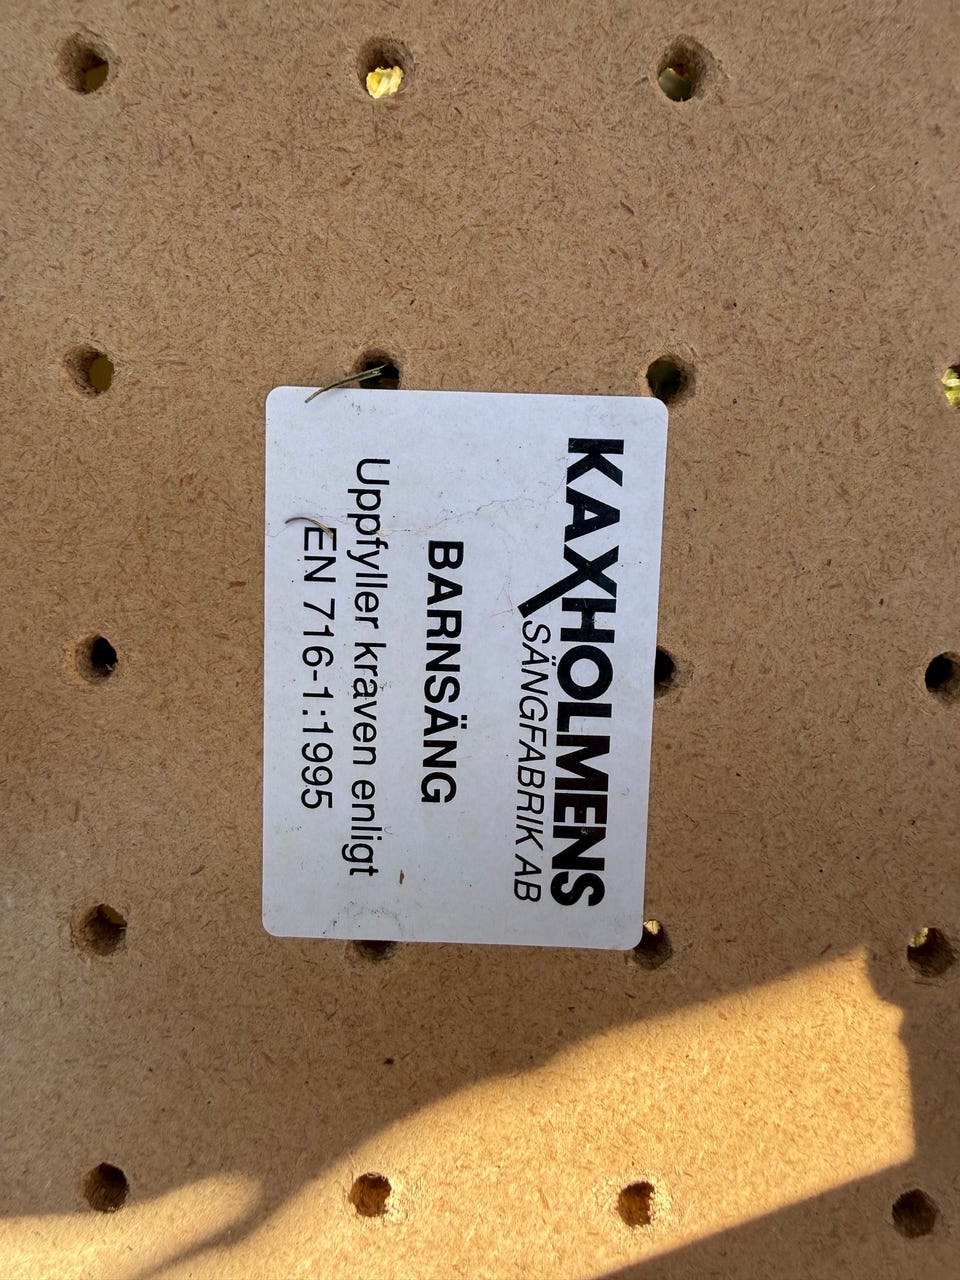 KAXHOLMENS
SÄNGFABRIK AB
BARNSÄNG
Uppfyller kraven enligt
EN 716-1:1995